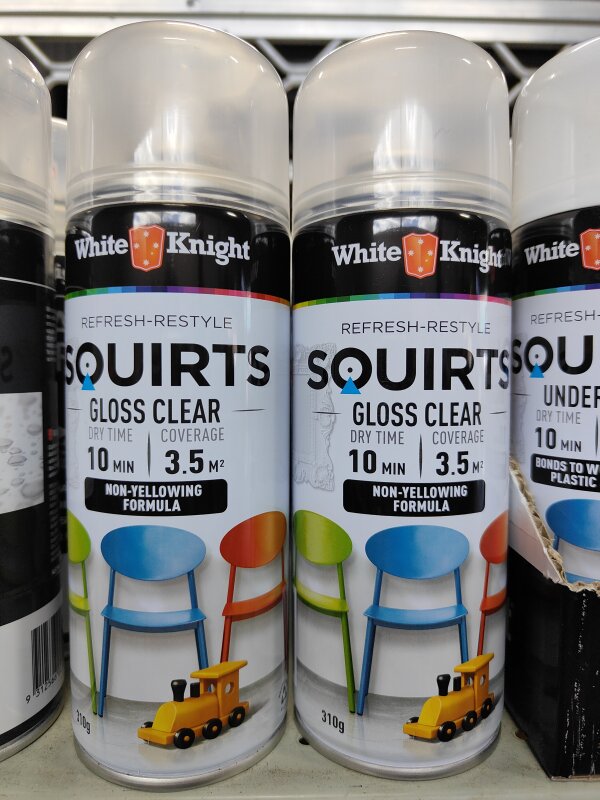 White Knight
REFRESH-RESTYLE
SQUIRTS
GLOSS CLEAR
DRY TIME
10 MIN
COVERAGE
3.5 M²
NON-YELLOWING
FORMULA
310g
White Knight
REFRESH-RESTYLE
SQUIRTS
GLOSS CLEAR
DRY TIME
10 MIN
COVERAGE
3.5 M²
NON-YELLOWING
FORMULA
310g
White
REFRESH-
SQU
UNDER
DRY TIME
10 MIN
BONDS TO W
PLASTIC